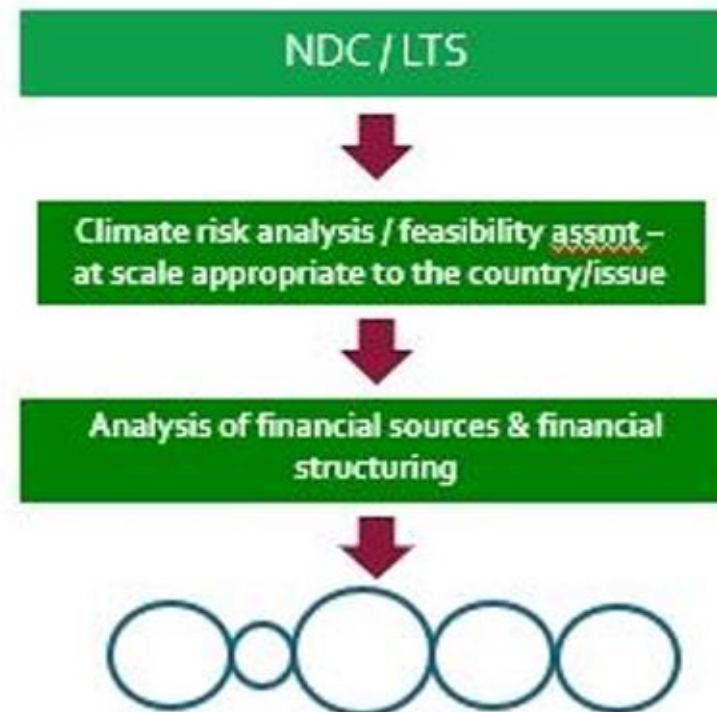 NDC / LTS
Climate risk analysis / feasibility assmt –
at scale appropriate to the country/issue
Analysis of financial sources & financial
structuring